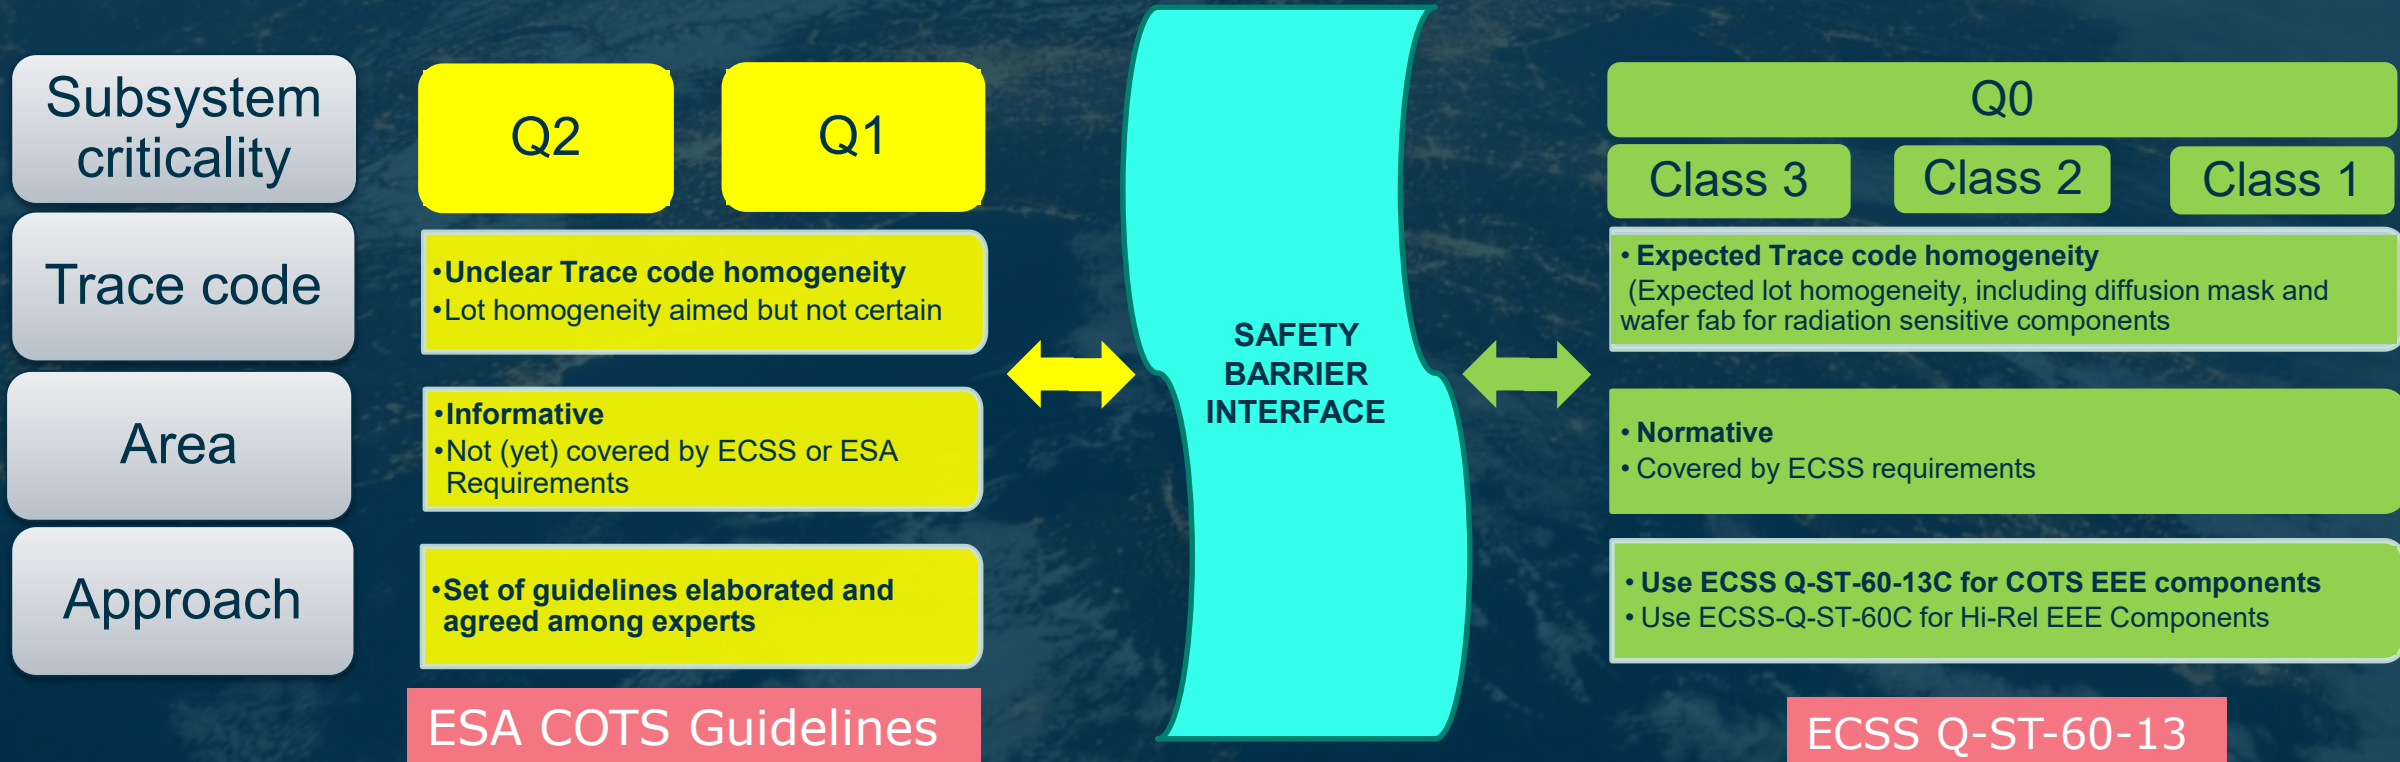 Subsystem
criticality
Q2
Q1
Q0
Class 3
Class 2
Class 1
Trace code
•Unclear Trace code homogeneity
•Lot homogeneity aimed but not certain
• Expected Trace code homogeneity
(Expected lot homogeneity, including diffusion mask and
wafer fab for radiation sensitive components
SAFETY
BARRIER
INTERFACE
Area
•Informative
•Not (yet) covered by ECSS or ESA
Requirements
• Normative
• Covered by ECSS requirements
Approach
•Set of guidelines elaborated and
agreed among experts
• Use ECSS Q-ST-60-13C for COTS EEE components
• Use ECSS-Q-ST-60C for Hi-Rel EEE Components
ESA COTS Guidelines
ECSS Q-ST-60-13